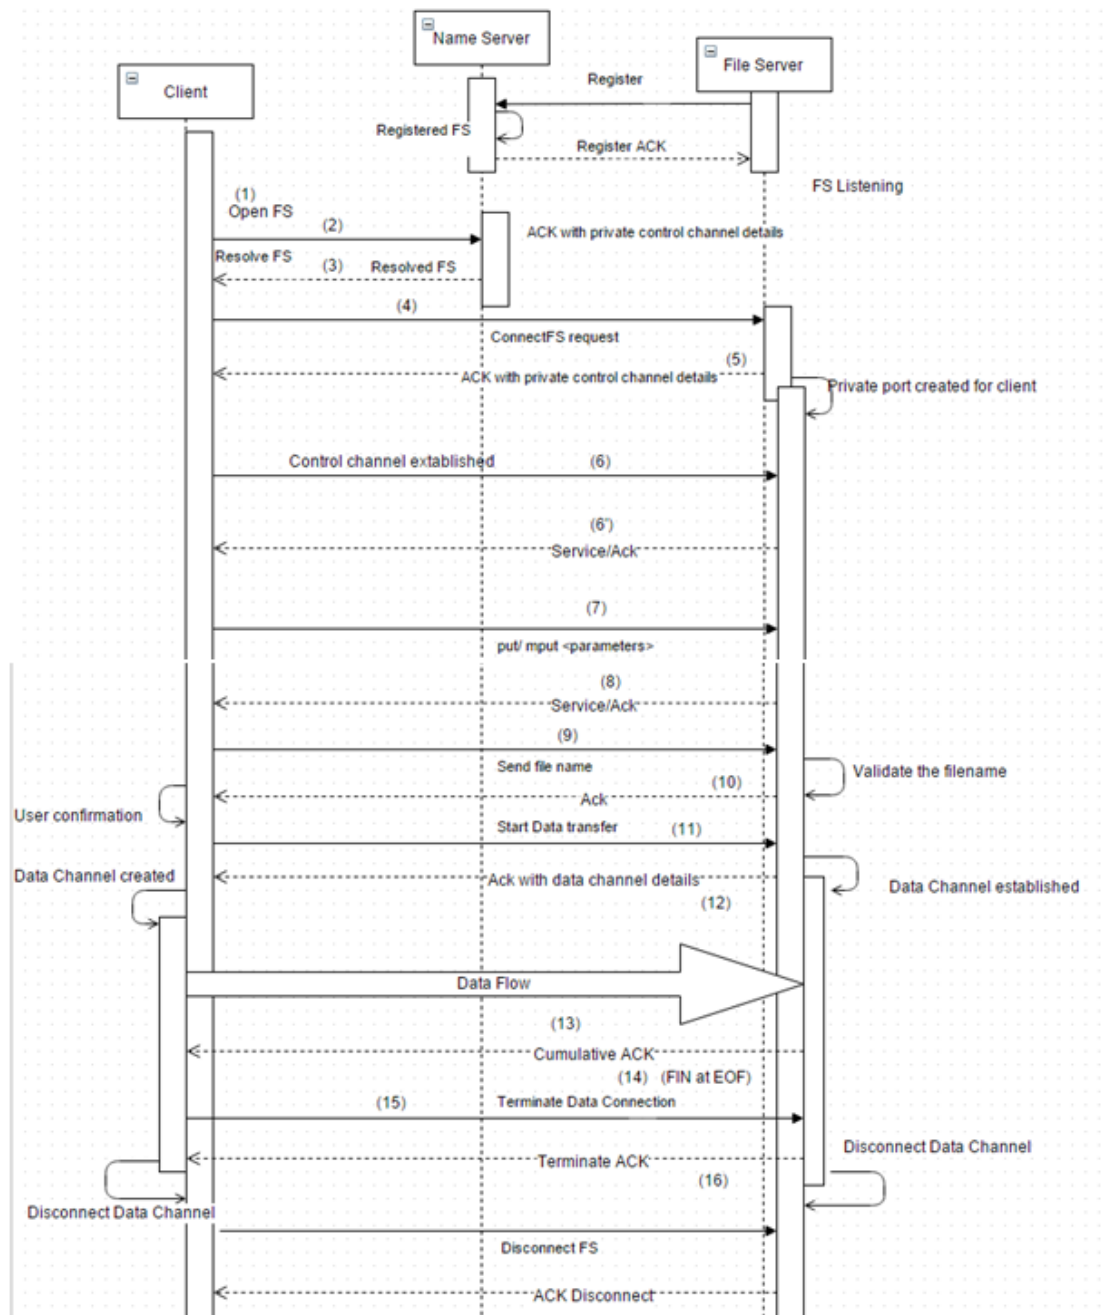 Name Server
File Server
Client
Register
Registered FS
Register ACK
FS Listening
(1)
Open FS
(2)
ACK with private control channel details
Resolve FS
(3)
Resolved FS
(4)
ConnectFS request
(5)
ACK with private control channel details
Private port created for client
Control channel extablished
(6)
(6')
Service/Ack
(7)
put/ mput <parameters>
(8)
Service/Ack
(9)
Send file name
Validate the filename
(10)
Ack
User confirmation
Start Data transfer
(11)
Data Channel created
Ack with data channel details
Data Channel established
(12)
Data Flow
(13)
Cumulative ACK
(14) (FIN at EOF)
(15)
Terminate Data Connection
Disconnect Data Channel
Terminate ACK
(16)
Disconnect Data Channel
Disconnect FS
ACK Disconnect